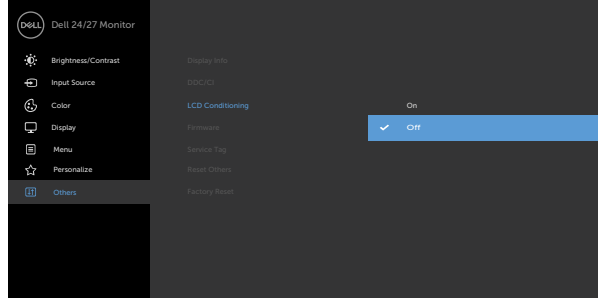 DELL Dell 24/27 Monitor
Brightness/Contrast
Input Source
Color
Display
Menu
Personalize
Others
Display Info
DDC/CI
LCD Conditioning
Firmware
Service Tag
Reset Others
Factory Reset
On
Off